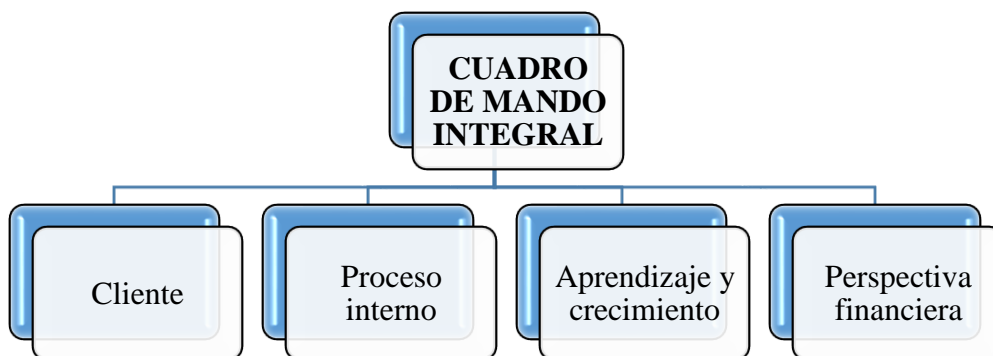 CUADRO
DE MANDO
INTEGRAL
Cliente
Proceso
interno
Aprendizaje y
crecimiento
Perspectiva
financiera